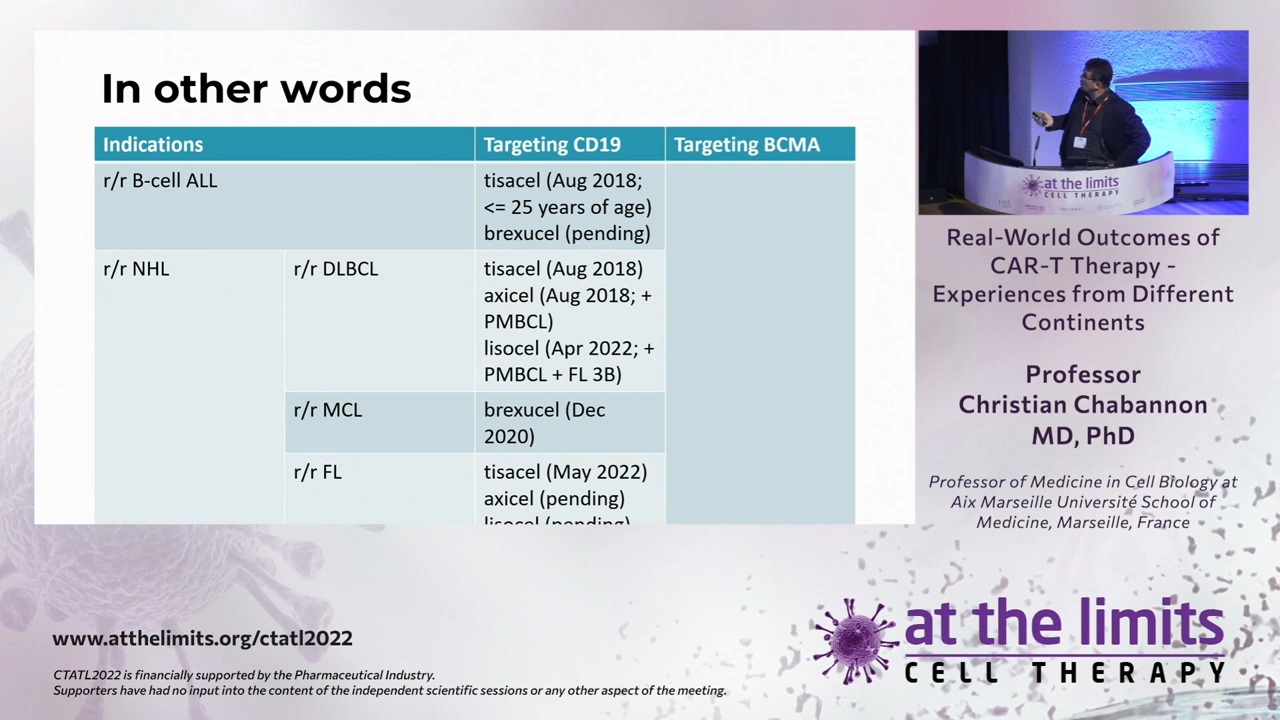 In other words
Indications
Targeting CD19
Targeting BCMA
r/r B-cell ALL
tisacel (Aug 2018;
<= 25 years of age)
brexucel (pending)
r/r NHL
r/r DLBCL
tisacel (Aug 2018)
axicel (Aug 2018; +
PMBCL)
lisocel (Apr 2022; +
PMBCL + FL 3B)
r/r MCL
brexucel (Dec
2020)
r/r FL
tisacel (May 2022)
axicel (pending)
lisocel (pending)
at the limits
CELL THERAPY
Real-World Outcomes of
CAR-T Therapy -
Experiences from Different
Continents
Professor
Christian Chabannon
MD, PhD
Professor of Medicine in Cell Biology at
Aix Marseille Université School of
Medicine, Marseille, France
www.atthelimits.org/ctatl2022
CTATL2022 is financially supported by the Pharmaceutical Industry.
Supporters have had no input into the content of the independent scientific sessions or any other aspect of the meeting.
at the limits
CELL THERAPY